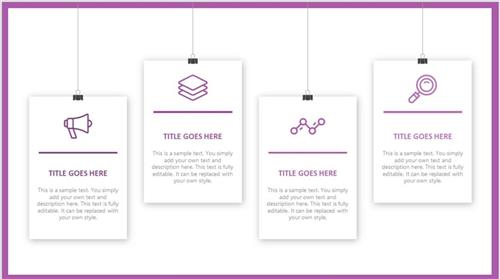 TITLE GOES HERE
This is a sample text. You simply
add your own text and
description here. This text is fully
editable. It can be replaced with
your own style.
TITLE GOES HERE
This is a sample text. You simply
add your own text and
description here. This text is fully
editable. It can be replaced with
your own style.
TITLE GOES HERE
This is a sample text. You simply
add your own text and
description here. This text is fully
editable. It can be replaced with
your own style.
TITLE GOES HERE
This is a sample text. You simply
add your own text and
description here. This text is fully
editable. It can be replaced with
your own style.